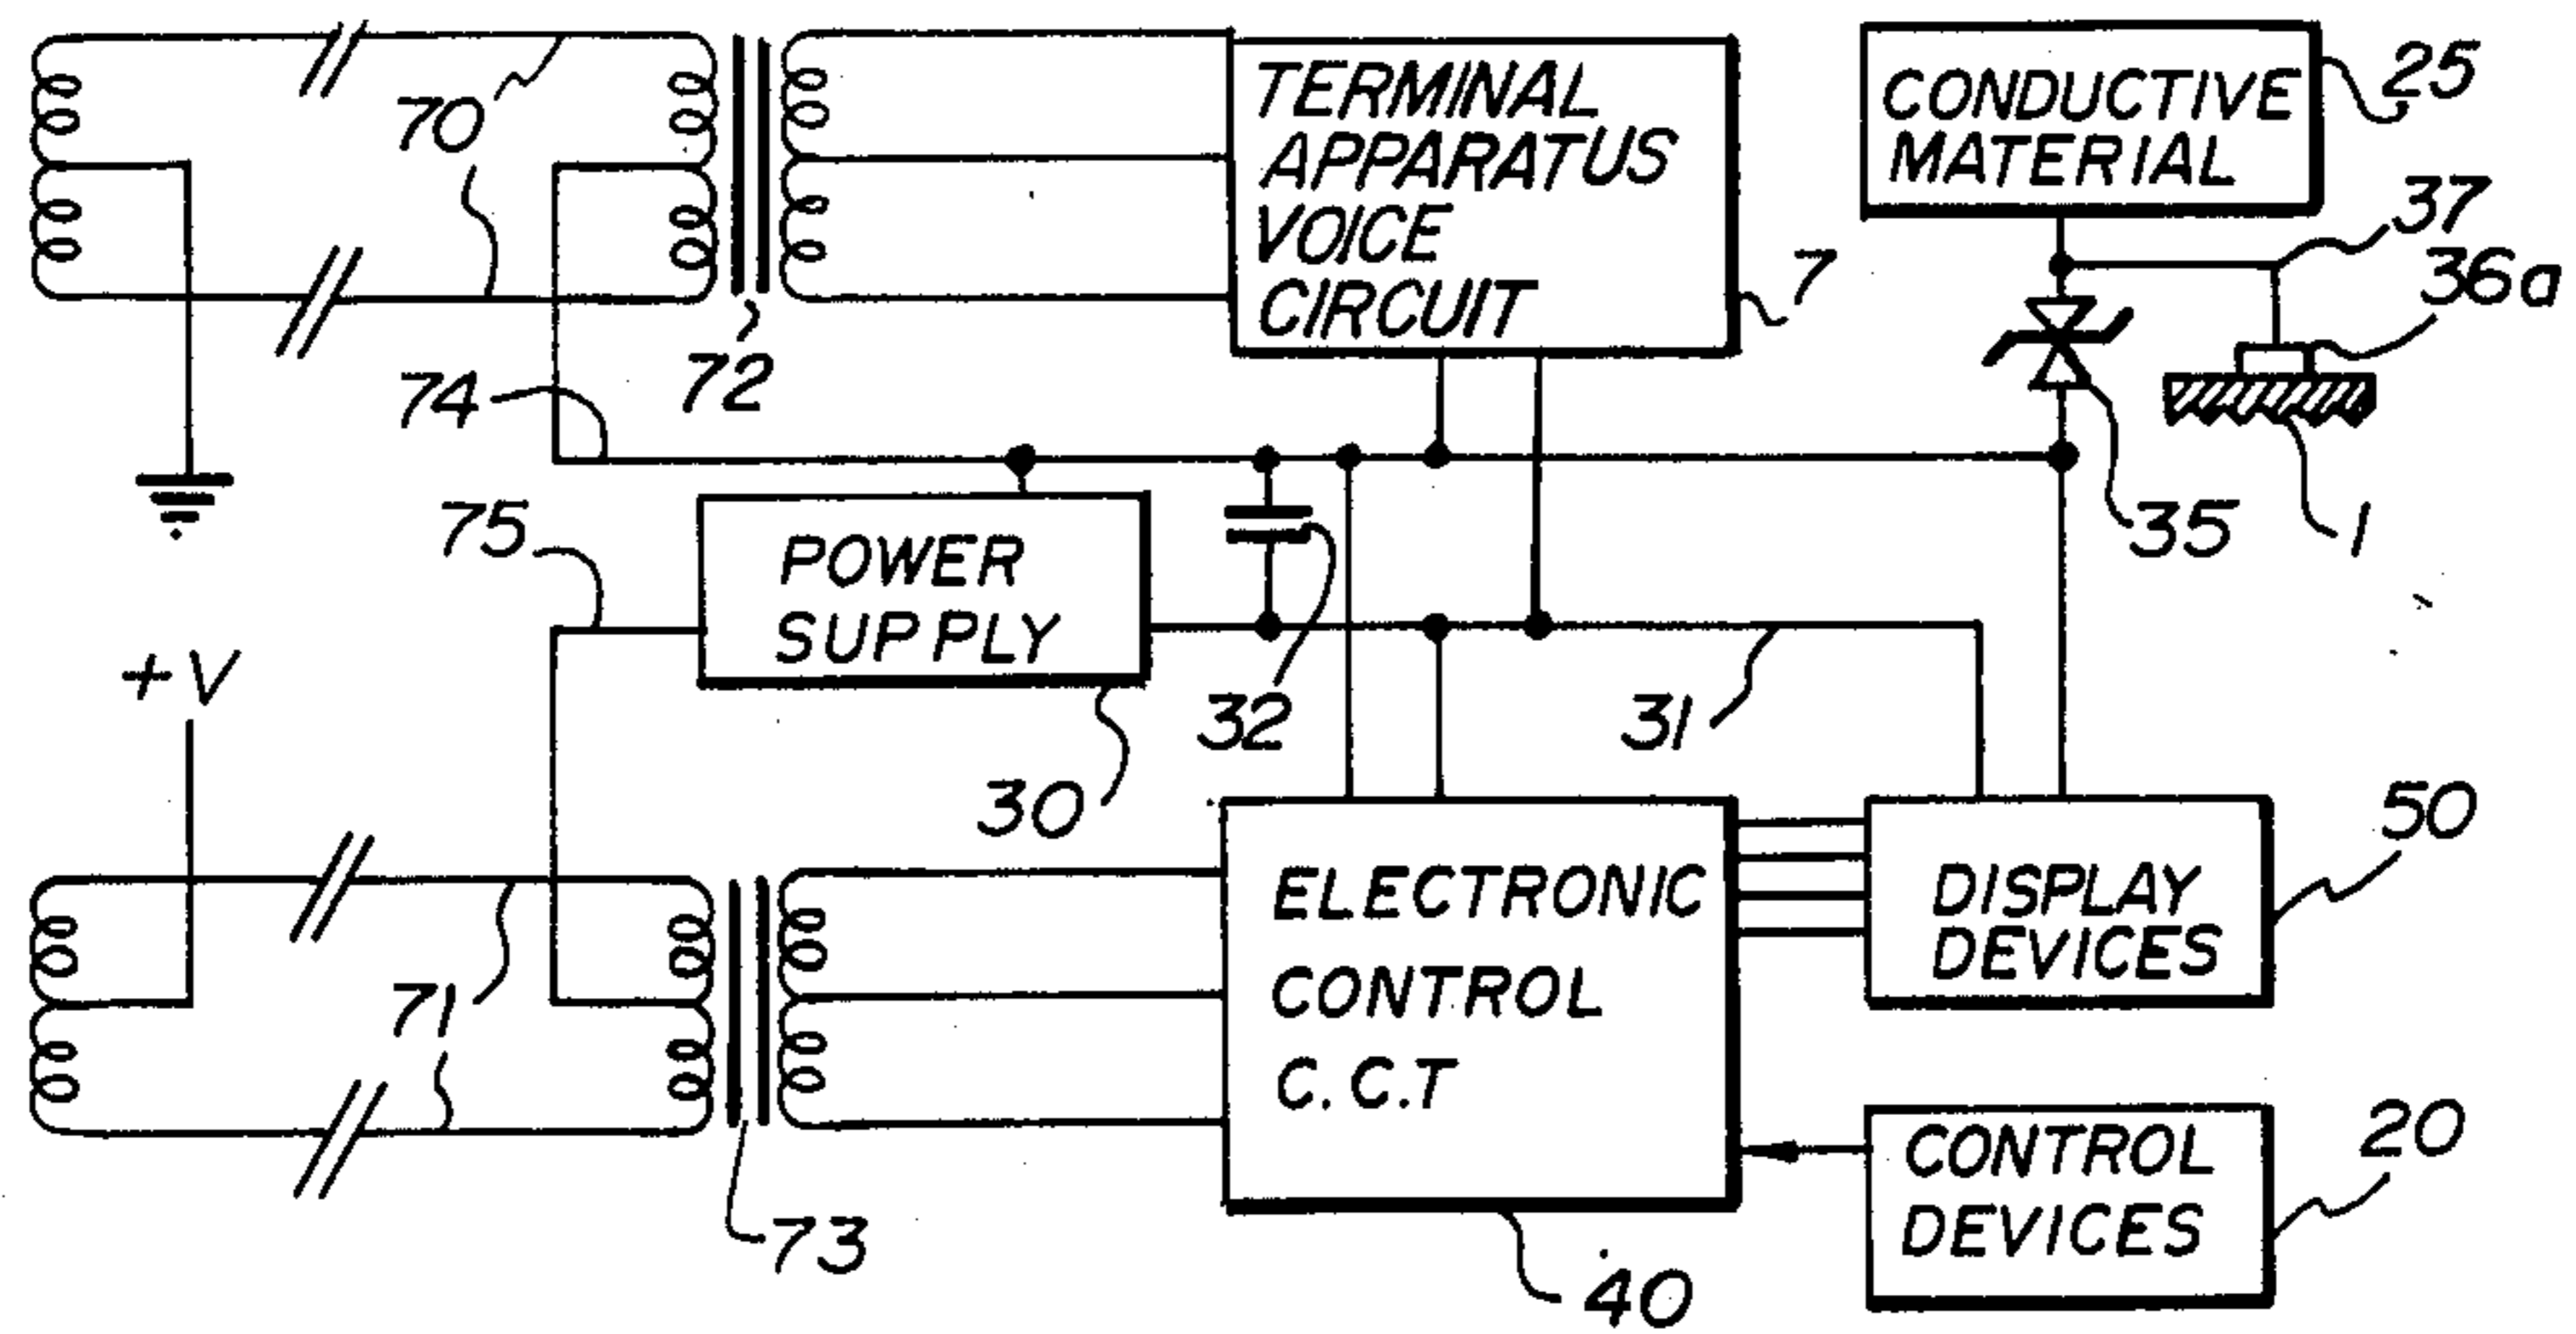 TERMINAL
APPARATUS
VOICE
CIRCUIT
7
CONDUCTIVE
MATERIAL
25
37
36a
1
35
70
72
74
75
POWER
SUPPLY
30
32
31
+V
71
73
ELECTRONIC
CONTROL
C.C.T
40
DISPLAY
DEVICES
50
CONTROL
DEVICES
20